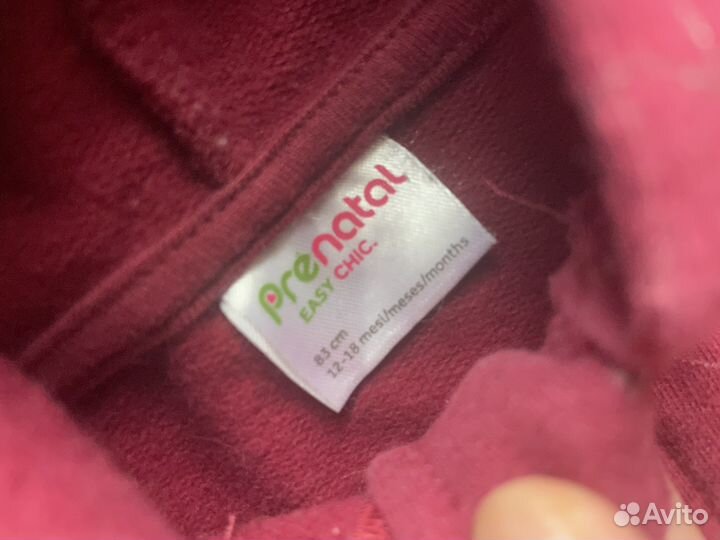 Prenatal
EASY CHIC.
83 cm
12-18 mesi/meses/months
Avito